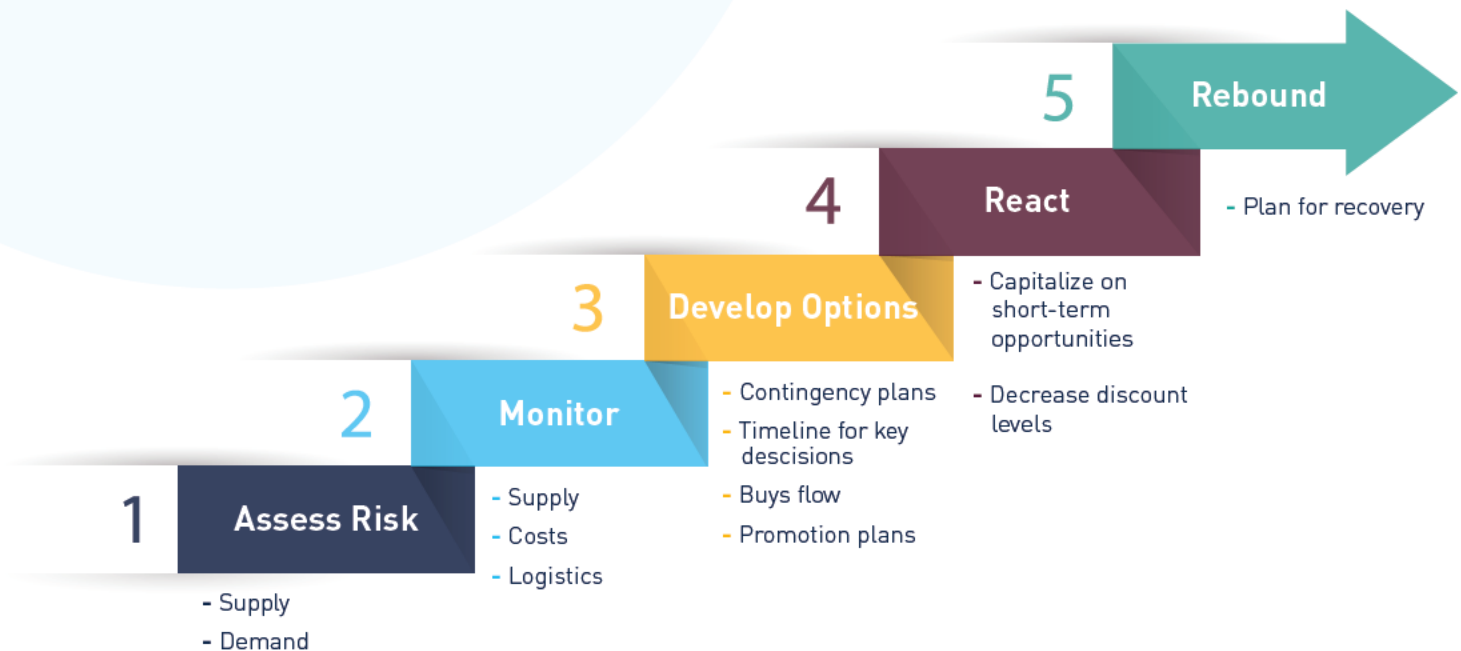 1
Assess Risk
- Supply
- Demand
2
Monitor
- Supply
- Costs
- Logistics
3
Develop Options
- Contingency plans
- Timeline for key
descisions
- Buys flow
- Promotion plans
4
React
- Capitalize on
short-term
opportunities
- Decrease discount
levels
5
Rebound
- Plan for recovery